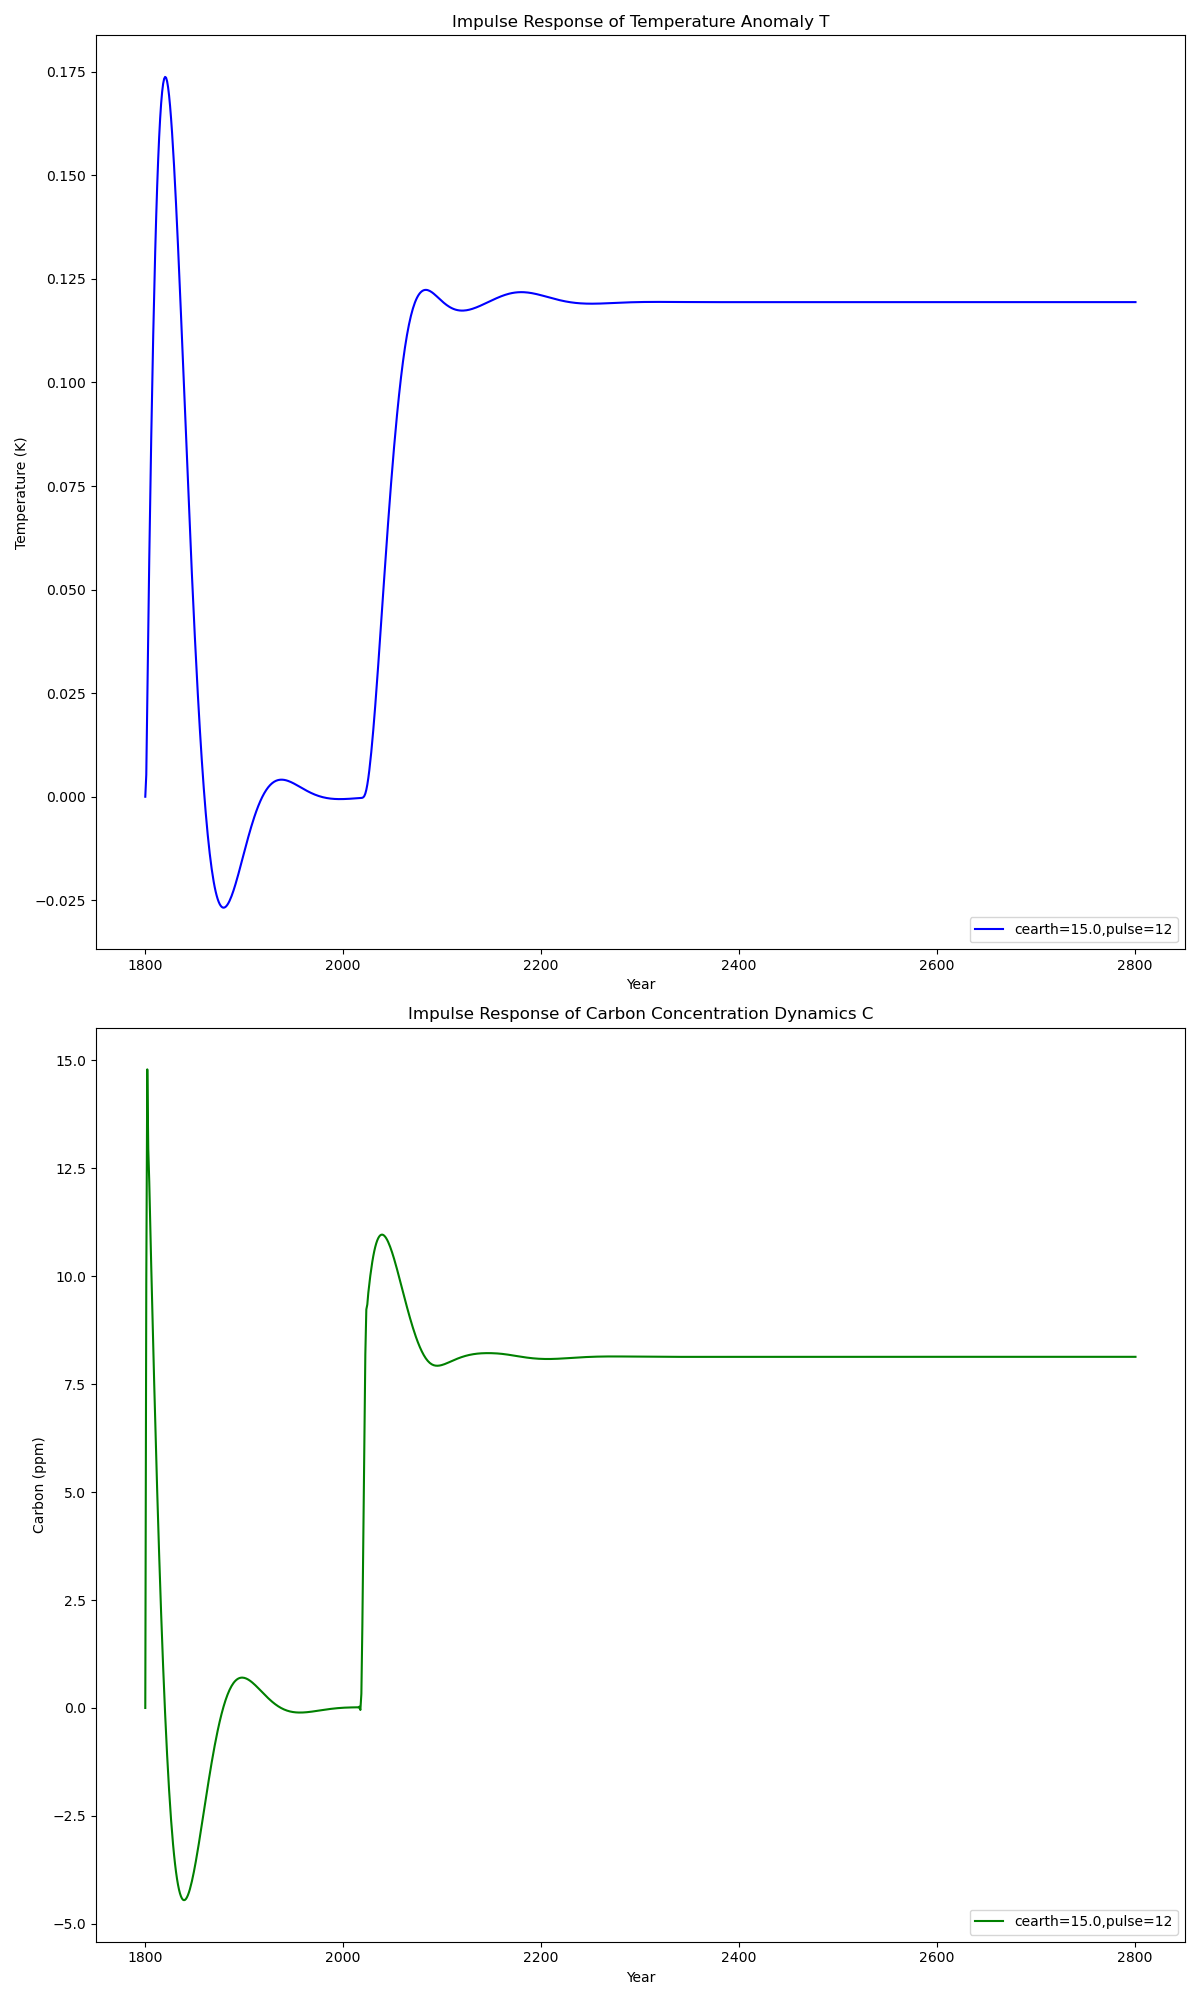 Impulse Response of Temperature Anomaly T
0.175
0.150
0.125
0.100
0.075
0.050
0.025
0.000
−0.025
Temperature (K)
cearth=15.0,pulse=12
1800 2000 2200 2400 2600 2800
Year
Impulse Response of Carbon Concentration Dynamics C
15.0
12.5
10.0
7.5
5.0
2.5
0.0
−2.5
−5.0
Carbon (ppm)
cearth=15.0,pulse=12
1800 2000 2200 2400 2600 2800
Year